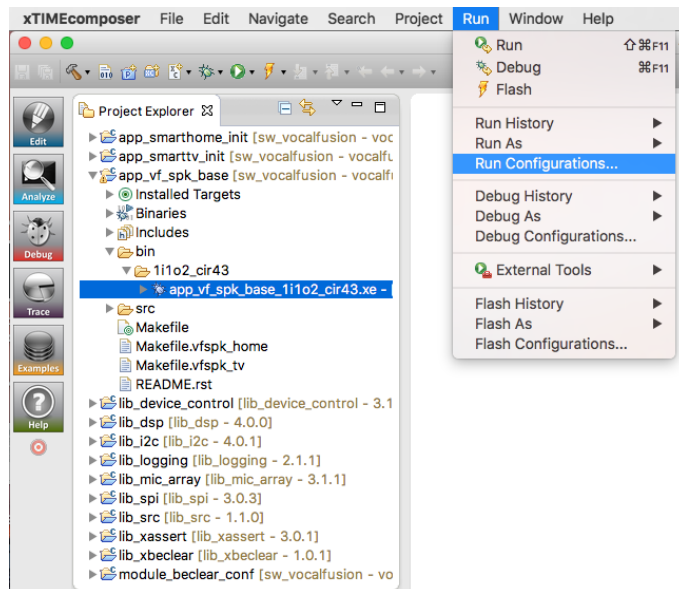 xTIMEcomposer File Edit Navigate Search Project Run Window Help
Edit
Analyze
Debug
Trace
Examples
Help
Project Explorer
app_smarthome_init [sw_vocalfusion - voc
app_smarttv_init [sw_vocalfusion - vocalfu
app_vf_spk_base [sw_vocalfusion - vocalfu
Installed Targets
Binaries
Includes
bin
1i1o2_cir43
app_vf_spk_base_1i1o2_cir43.xe -
src
Makefile
Makefile.vfspk_home
Makefile.vfspk_tv
README.rst
lib_device_control [lib_device_control - 3.1
lib_dsp [lib_dsp - 4.0.0]
lib_i2c [lib_i2c - 4.0.1]
lib_logging [lib_logging - 2.1.1]
lib_mic_array [lib_mic_array - 3.1.1]
lib_spi [lib_spi - 3.0.3]
lib_src [lib_src - 1.1.0]
lib_xassert [lib_xassert - 3.0.1]
lib_xbeclear [lib_xbeclear - 1.0.1]
module_beclear_conf [sw_vocalfusion - vo
Run ⇧⌘F11
Debug ⌘F11
Flash
Run History
Run As
Run Configurations...
Debug History
Debug As
Debug Configurations...
External Tools
Flash History
Flash As
Flash Configurations...